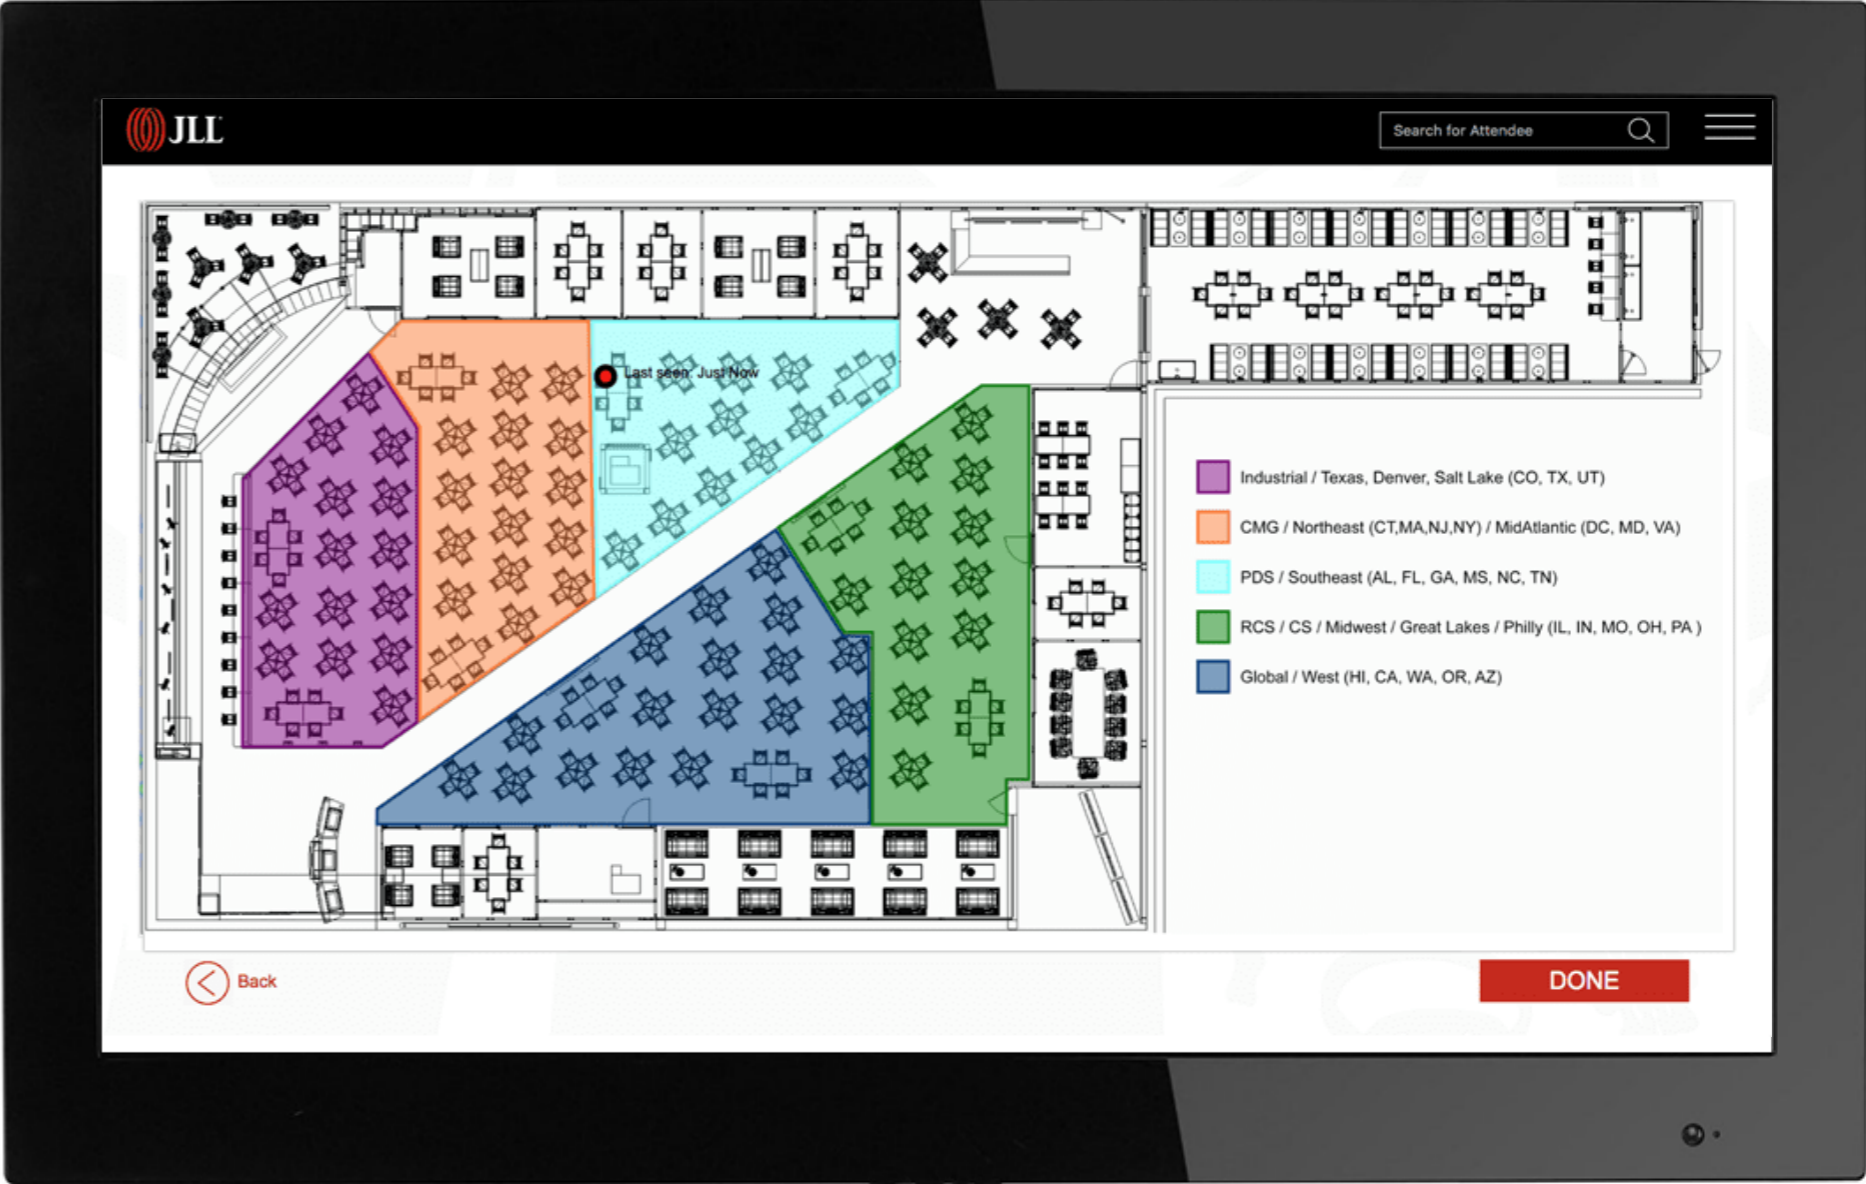 JLL
Search for Attendee
Last seen: Just Now
Industrial / Texas, Denver, Salt Lake (CO, TX, UT)
CMG / Northeast (CT,MA,NJ,NY) / MidAtlantic (DC, MD, VA)
PDS / Southeast (AL, FL, GA, MS, NC, TN)
RCS / CS / Midwest / Great Lakes / Philly (IL, IN, MO, OH, PA )
Global / West (HI, CA, WA, OR, AZ)
Back
DONE